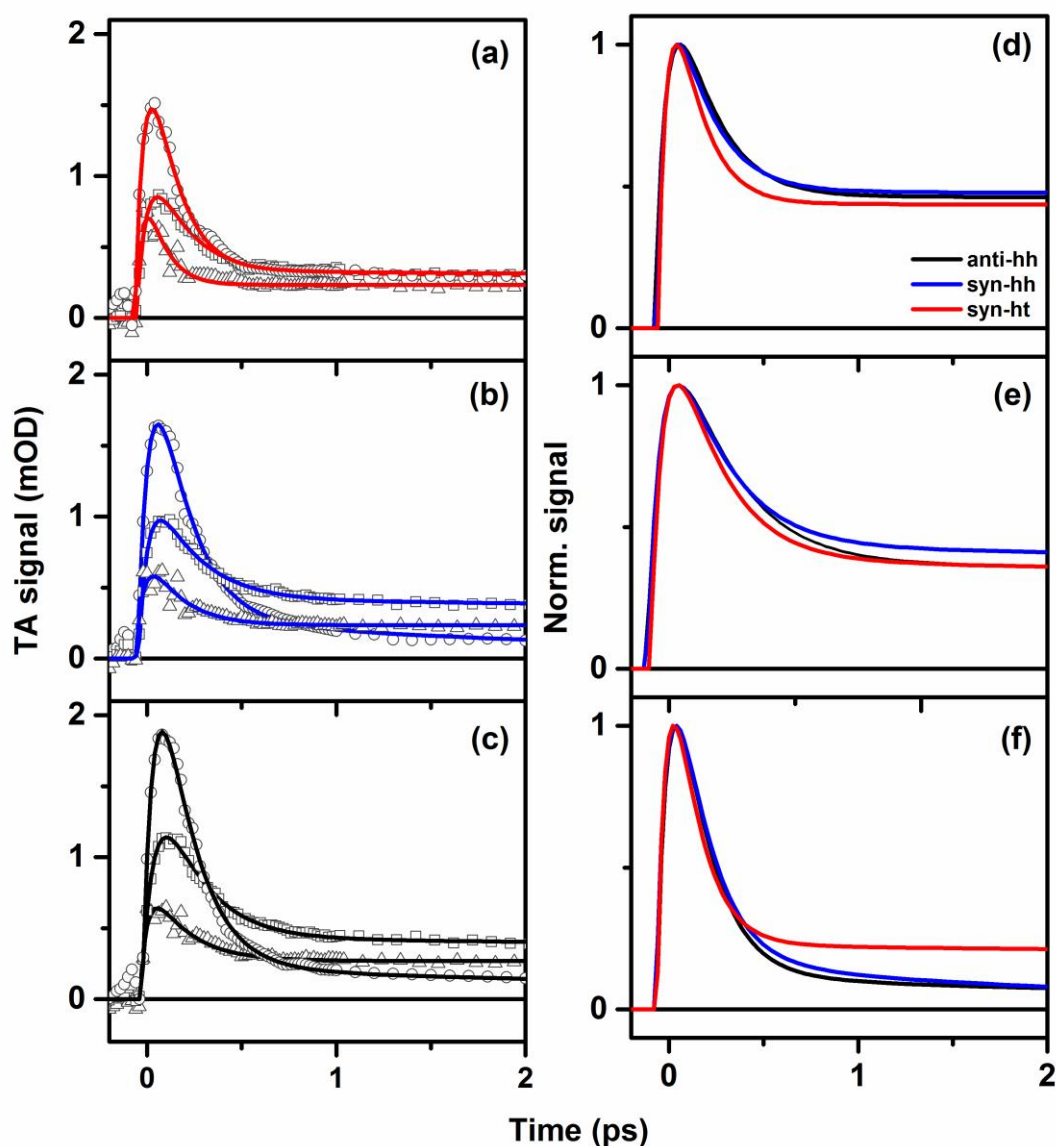 2
(a)
1
0
TA signal (mOD)
2
(b)
1
0
2
(c)
1
0
0
1
2
Norm. signal
1
(d)
anti-hh
syn-hh
syn-ht
0
1
(e)
0
1
(f)
0
0
1
2
Time (ps)